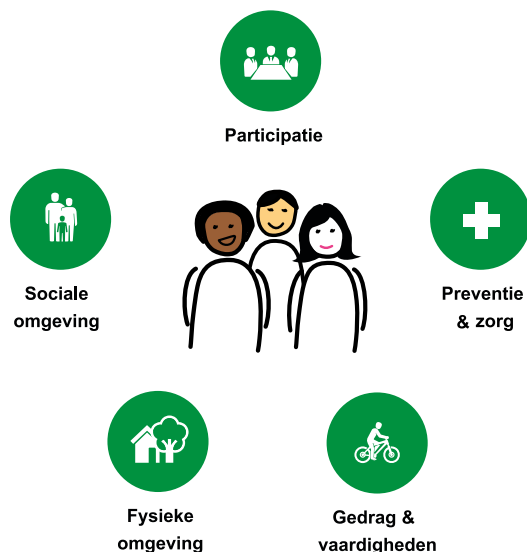 Participatie
Sociale
omgeving
Preventie
& zorg
Fysieke
omgeving
Gedrag &
vaardigheden